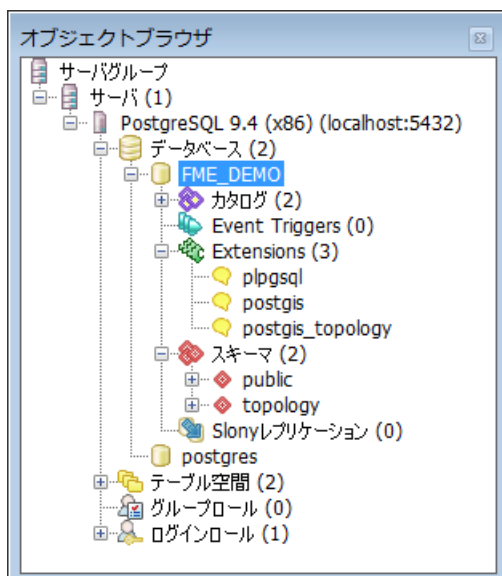 オブジェクトブラウザ
サーバグループ
サーバ (1)
PostgreSQL 9.4 (x86) (localhost:5432)
データベース (2)
FME_DEMO
カタログ (2)
Event Triggers (0)
Extensions (3)
plpgsql
postgis
postgis_topology
スキーマ (2)
public
topology
Slonyレプリケーション (0)
postgres
テーブル空間 (2)
グループロール (0)
ログインロール (1)